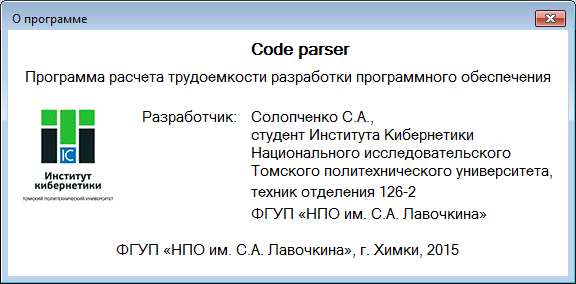 О программе
Code parser
Программа расчета трудоемкости разработки программного обеспечения
Разработчик: Солопченко С.А.,
студент Института Кибернетики
Национального исследовательского
Томского политехнического университета,
техник отделения 126-2
ФГУП «НПО им. С.А. Лавочкина»
IC
Институт
кибернетики
ТОМСКИЙ ПОЛИТЕХНИЧЕСКИЙ УНИВЕРСИТЕТ
ФГУП «НПО им. С.А. Лавочкина», г. Химки, 2015